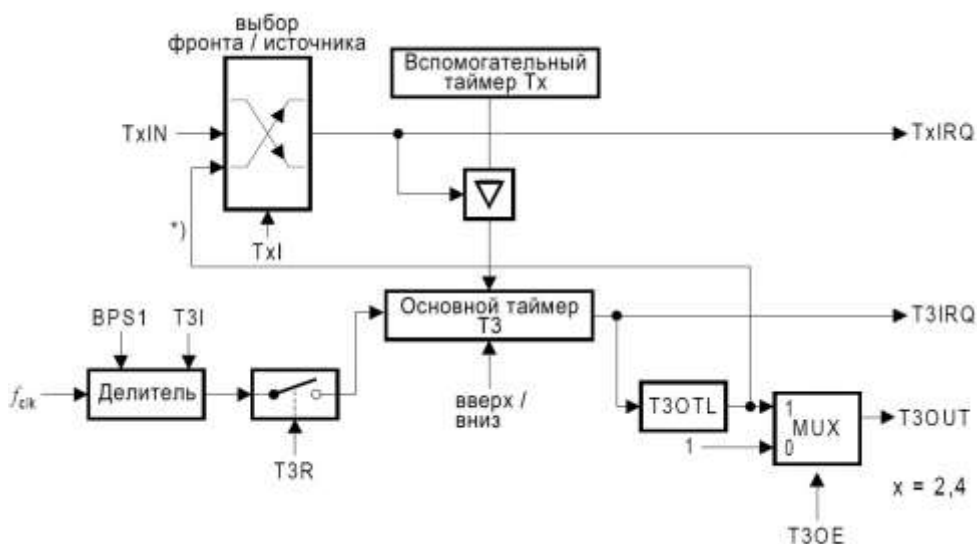 выбор
фронта / источника
Вспомогательный
таймер Tx
TxIN
TxIRQ
*)
TxI
Основной таймер
T3
T3IRQ
BPS1
T3I
fclk
Делитель
вверх /
вниз
T3OTL
1
MUX
0
T3OUT
1
T3R
x = 2,4
T3OE